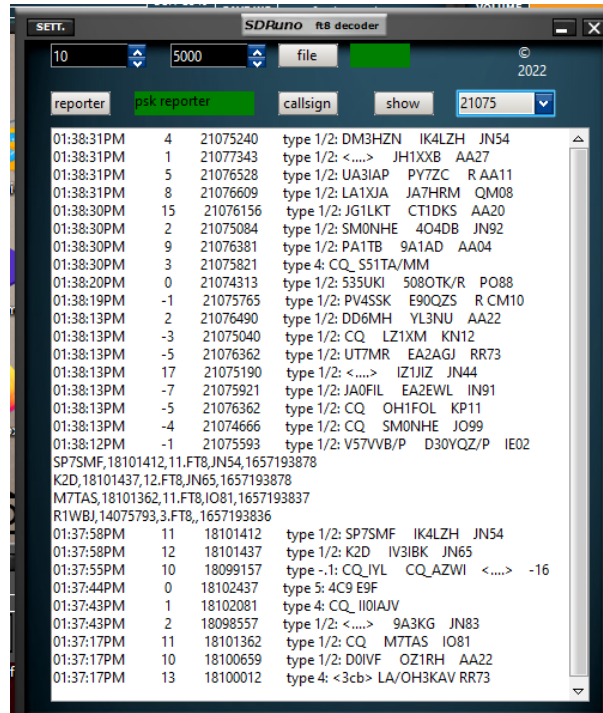 SETT. SDRuno ft8 decoder
10 5000 file ©
2022
reporter psk reporter callsign show 21075
01:38:31PM 4 21075240 type 1/2: DM3HZN IK4LZH JN54
01:38:31PM 1 21077343 type 1/2: <....> JH1XXB AA27
01:38:31PM 5 21076528 type 1/2: UA3IAP PY7ZC R AA11
01:38:31PM 8 21076609 type 1/2: LA1XJA JA7HRM QM08
01:38:30PM 15 21076156 type 1/2: JG1LKT CT1DKS AA20
01:38:30PM 2 21075084 type 1/2: SM0NHE 4O4DB JN92
01:38:30PM 9 21076381 type 1/2: PA1TB 9A1AD AA04
01:38:30PM 3 21075821 type 4: CQ_ S51TA/MM
01:38:20PM 0 21074313 type 1/2: 535UKI 508OTK/R PO88
01:38:19PM -1 21075765 type 1/2: PV4SSK E90QZS R CM10
01:38:13PM 2 21076490 type 1/2: DD6MH YL3NU AA22
01:38:13PM -3 21075040 type 1/2: CQ LZ1XM KN12
01:38:13PM -5 21076362 type 1/2: UT7MR EA2AGJ RR73
01:38:13PM 17 21075190 type 1/2: <....> IZ1JIZ JN44
01:38:13PM -7 21075921 type 1/2: JA0FIL EA2EWL IN91
01:38:13PM -5 21076362 type 1/2: CQ OH1FOL KP11
01:38:13PM -4 21074666 type 1/2: CQ SM0NHE JO99
01:38:12PM -1 21075593 type 1/2: V57VVB/P D30YQZ/P IE02
SP7SMF,18101412,11.FT8,JN54,1657193878
K2D,18101437,12.FT8,JN65,1657193878
M7TAS,18101362,11.FT8,IO81,1657193837
R1WBJ,14075793,3.FT8,,1657193836
01:37:58PM 11 18101412 type 1/2: SP7SMF IK4LZH JN54
01:37:58PM 12 18101437 type 1/2: K2D IV3IBK JN65
01:37:55PM 10 18099157 type -.1: CQ_IYL CQ_AZWI <....> -16
01:37:44PM 0 18102437 type 5: 4C9 E9F
01:37:43PM 1 18102081 type 4: CQ_ II0IAJV
01:37:43PM 2 18098557 type 1/2: <....> 9A3KG JN83
01:37:17PM 11 18101362 type 1/2: CQ M7TAS IO81
01:37:17PM 10 18100659 type 1/2: D0IVF OZ1RH AA22
01:37:17PM 13 18100012 type 4: <3cb> LA/OH3KAV RR73